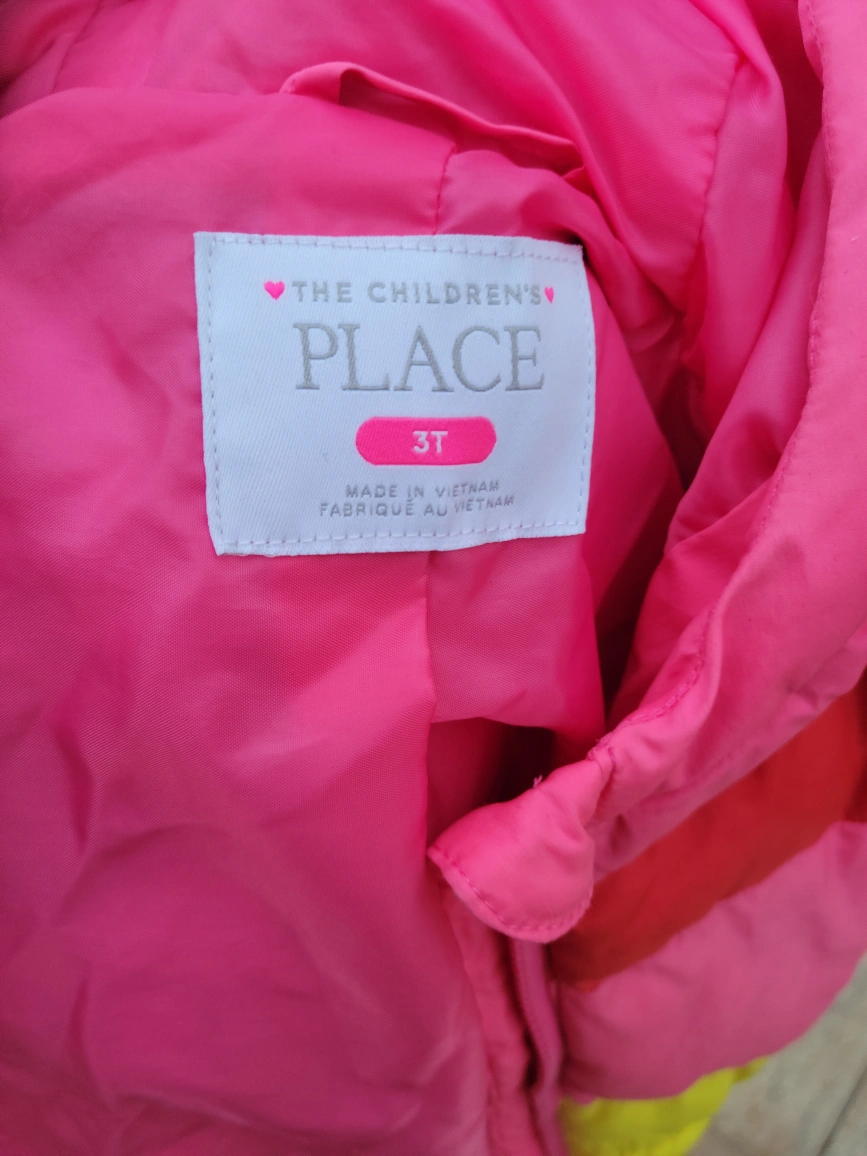 THE CHILDREN'S
PLACE
3T
MADE IN VIETNAM
FABRIQUÉ AU VIETNAM